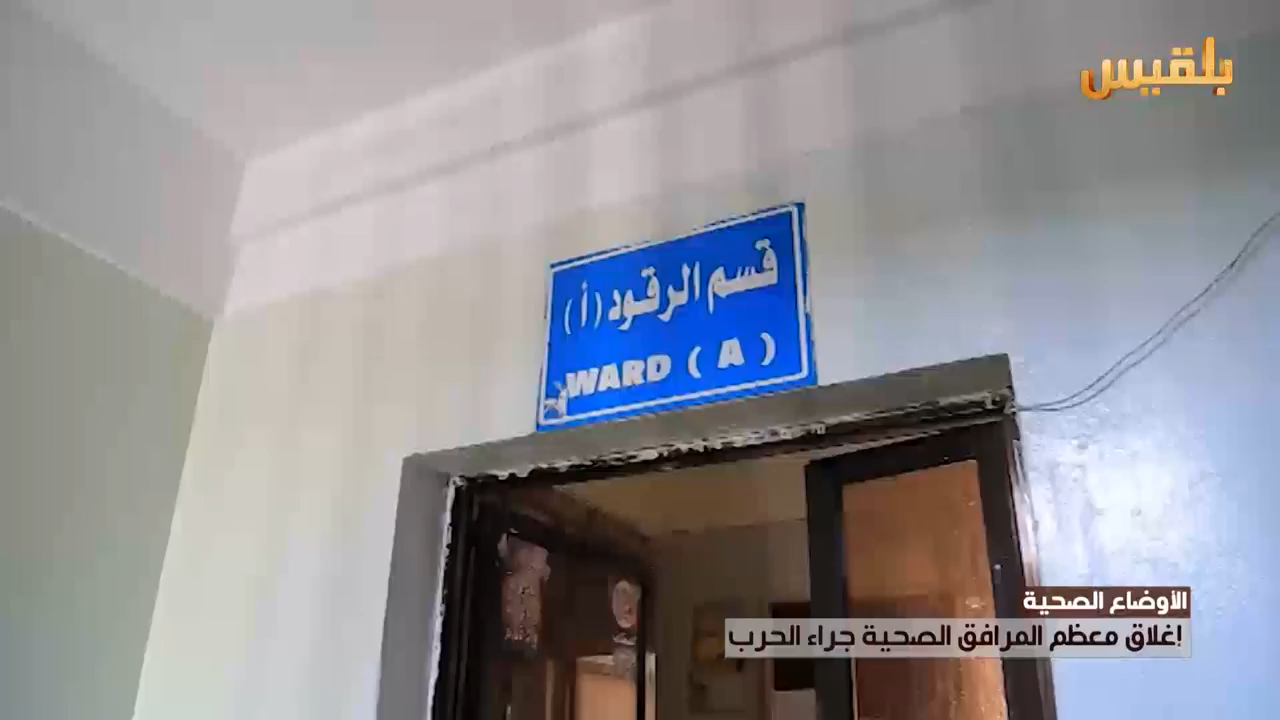 بلقيس
قسم الرقود (أ)
WARD ( A )
الأوضاع الصحية
إغلاق معظم المرافق الصحية جراء الحرب